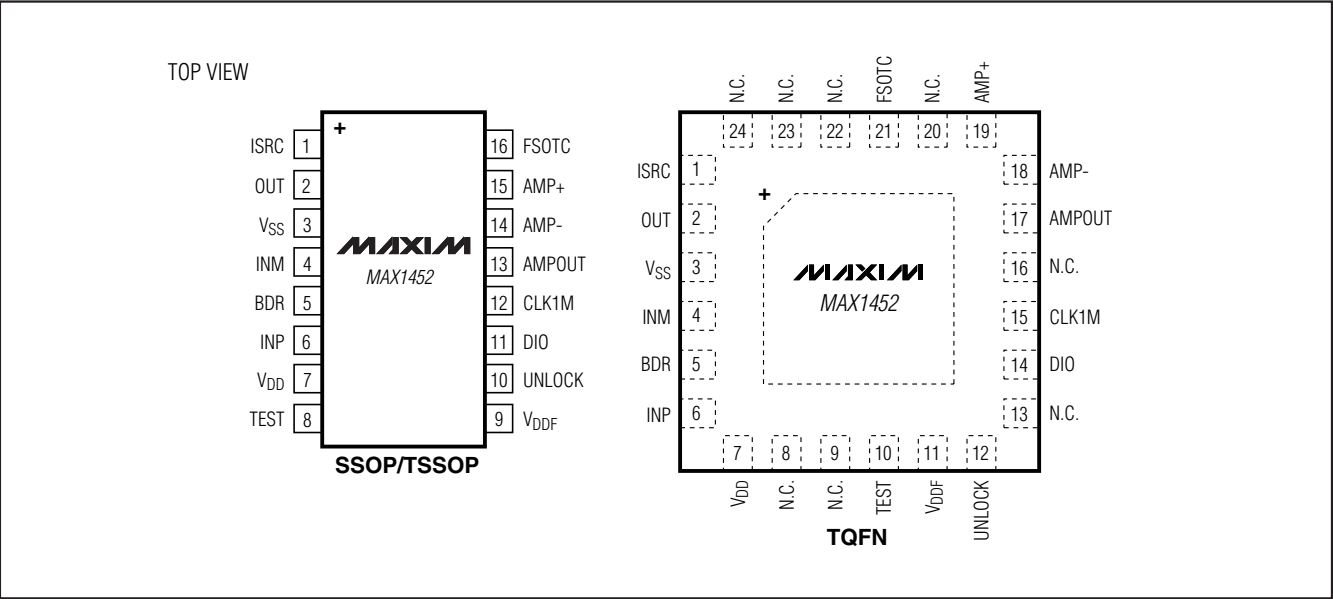 TOP VIEW
+
ISRC 1
OUT 2
VSS 3
INM 4
BDR 5
INP 6
VDD 7
TEST 8
16 FSOTC
15 AMP+
14 AMP-
13 AMPOUT
12 CLK1M
11 DIO
10 UNLOCK
9 VDDF
MAXIM
MAX1452
SSOP/TSSOP
N.C. N.C. N.C. FSOTC N.C. AMP+
24 23 22 21 20 19
ISRC 1
OUT 2
VSS 3
INM 4
BDR 5
INP 6
+
MAXIM
MAX1452
18 AMP-
17 AMPOUT
16 N.C.
15 CLK1M
14 DIO
13 N.C.
7 8 9 10 11 12
VDD N.C. N.C. TEST VDDF UNLOCK
TQFN